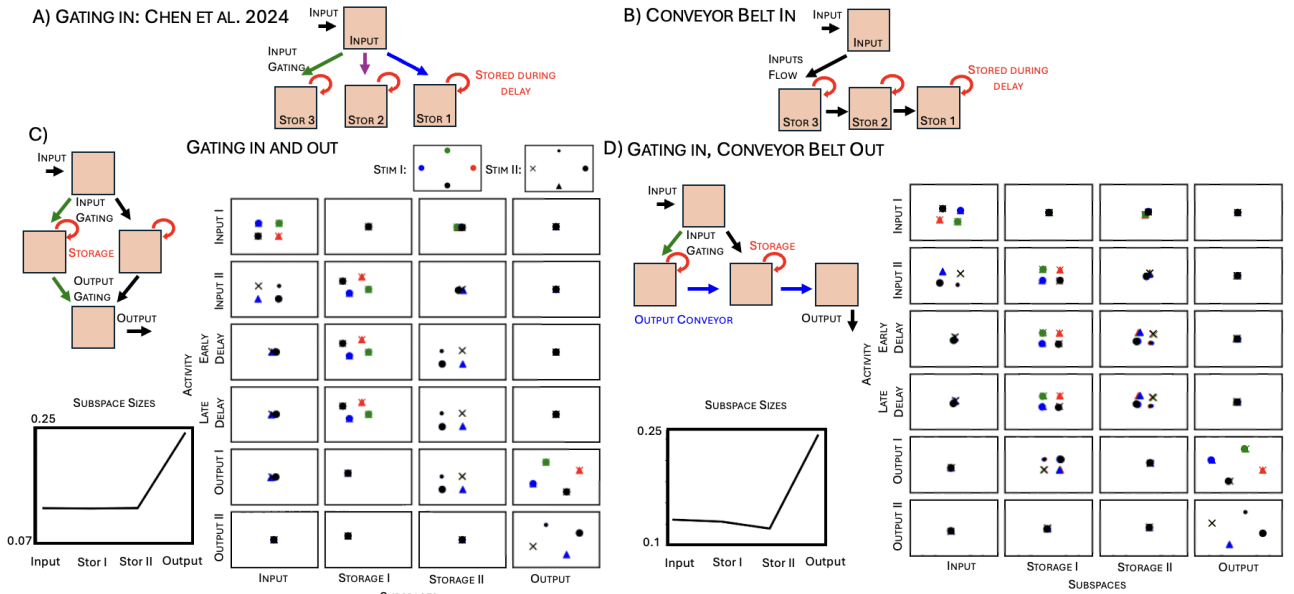 A) GATING IN: CHEN ET AL. 2024
INPUT
INPUT
INPUT
GATING
STORED DURING
DELAY
STOR 3
STOR 2
STOR 1
B) CONVEYOR BELT IN
INPUT
INPUT
INPUTS
FLOW
STORED DURING
DELAY
STOR 3
STOR 2
STOR 1
C)
INPUT
INPUT
GATING
STORAGE
OUTPUT
GATING
OUTPUT
SUBSPACE SIZES
0.25
0.07
Input Stor I Stor II Output
GATING IN AND OUT
STIM I:
STIM II:
ACTIVITY
INPUT I
INPUT II
EARLY
DELAY
LATE
DELAY
OUTPUT I
OUTPUT II
INPUT STORAGE I STORAGE II OUTPUT
D) GATING IN, CONVEYOR BELT OUT
INPUT
INPUT
GATING
STORAGE
OUTPUT CONVEYOR
OUTPUT
SUBSPACE SIZES
0.25
0.1
Input Stor I Stor II Output
ACTIVITY
INPUT I
INPUT II
EARLY
DELAY
LATE
DELAY
OUTPUT I
OUTPUT II
INPUT STORAGE I STORAGE II OUTPUT
SUBSPACES